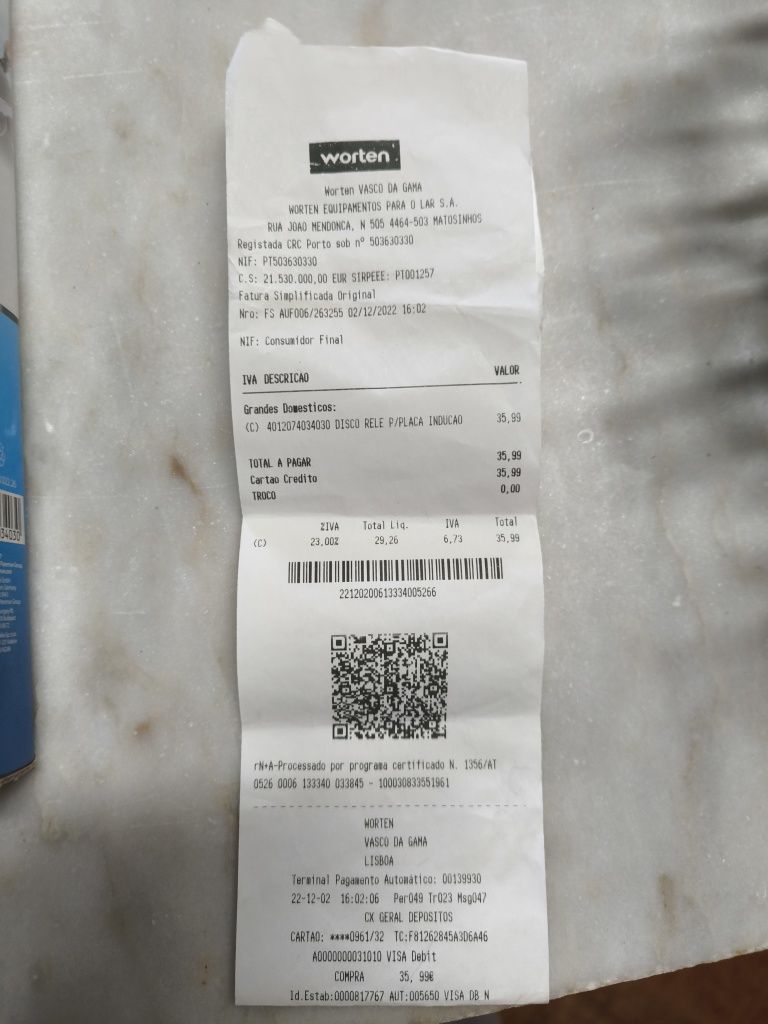 worten
Worten VASCO DA GAMA
WORTEN EQUIPAMENTOS PARA O LAR S.A.
RUA JOAO MENDONCA, N 505 4464-503 MATOSINHOS
Registada CRC Porto sob nº 503630330
NIF: PT503630330
C.S: 21.530.000,00 EUR SIRPEEE: PT001257
Fatura Simplificada Original
Nro: FS AUF006/263255 02/12/2022 16:02
NIF: Consumidor Final
IVA DESCRICAO VALOR
Grandes Domesticos:
(C) 4012074034030 DISCO RELE P/PLACA INDUCAO 35,99
TOTAL A PAGAR 35,99
Cartao Credito 35,99
TROCO 0,00
%IVA Total Liq. IVA Total
(C) 23,00% 29,26 6,73 35,99
22120200613334005266
rN+A-Processado por programa certificado N. 1356/AT
0526 0006 133340 033845 - 100030833551961
WORTEN
VASCO DA GAMA
LISBOA
Terminal Pagamento Automático: 00139930
22-12-02 16:02:06 Per049 Tr023 Msg047
CX GERAL DEPOSITOS
CARTAO: ****0961/32 TC:F81262845A3D6A46
A0000000031010 VISA Debit
COMPRA 35, 99€
Id.Estab:0000817767 AUT:005650 VISA DB N